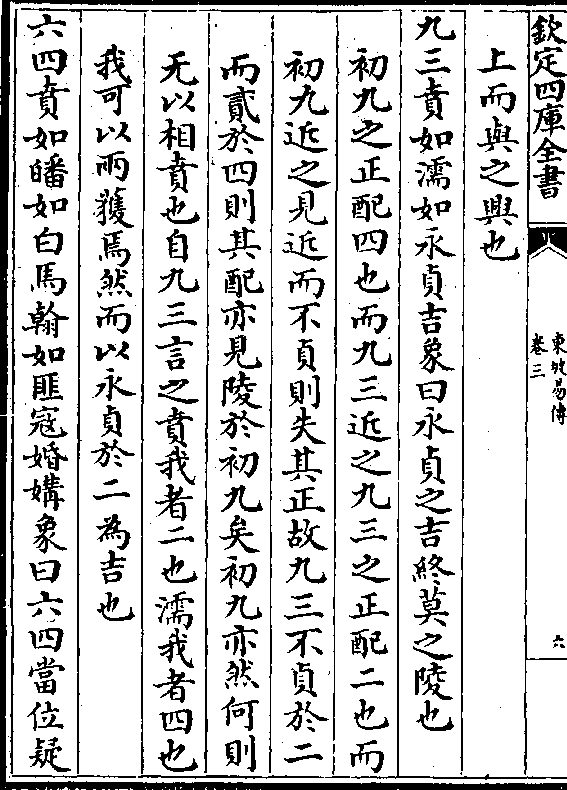 欽定四庫全書
東坡易傳
卷三
六
上而與之興也
九三賁如濡如永貞吉象曰永貞之吉終莫之陵也
初九之正配四也而九三近之九三之正配二也而
初九近之見近而不貞則失其正故九三不貞於二
而貳於四則其配亦見陵於初九矣初九亦然何則
无以相賁也自九三言之賁我者二也濡我者四也
我可以兩獲焉然而以永貞於二為吉也
六四賁如皤如白馬翰如匪寇婚媾象曰六四當位疑